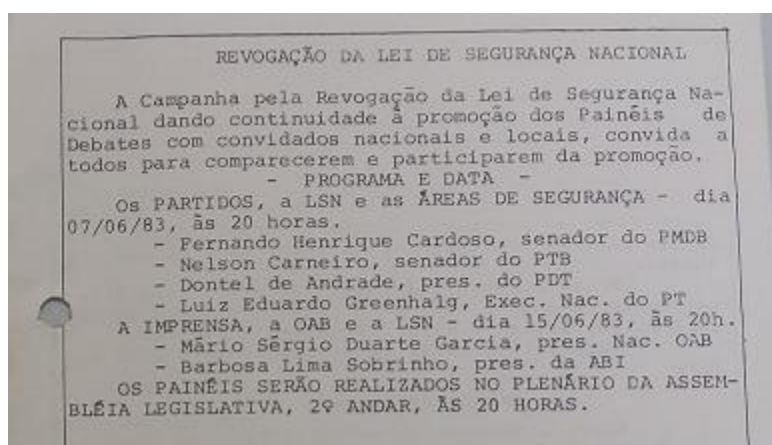 REVOGAÇÃO DA LEI DE SEGURANÇA NACIONAL
A Campanha pela Revogação da Lei de Segurança Na-
cional dando continuidade à promoção dos Painéis de
Debates com convidados nacionais e locais, convida a
todos para comparecerem e participarem da promoção.
- PROGRAMA E DATA -
Os PARTIDOS, a LSN e as ÁREAS DE SEGURANÇA - dia
07/06/83, às 20 horas.
- Fernando Henrique Cardoso, senador do PMDB
- Nelson Carneiro, senador do PTB
- Dontel de Andrade, pres. do PDT
- Luiz Eduardo Greenhalg, Exec. Nac. do PT
A IMPRENSA, a OAB e a LSN - dia 15/06/83, às 20h.
- Mário Sérgio Duarte Garcia, pres. Nac. OAB
- Barbosa Lima Sobrinho, pres. da ABI
OS PAINÉIS SERÃO REALIZADOS NO PLENÁRIO DA ASSEM-
BLÉIA LEGISLATIVA, 2º ANDAR, ÀS 20 HORAS.